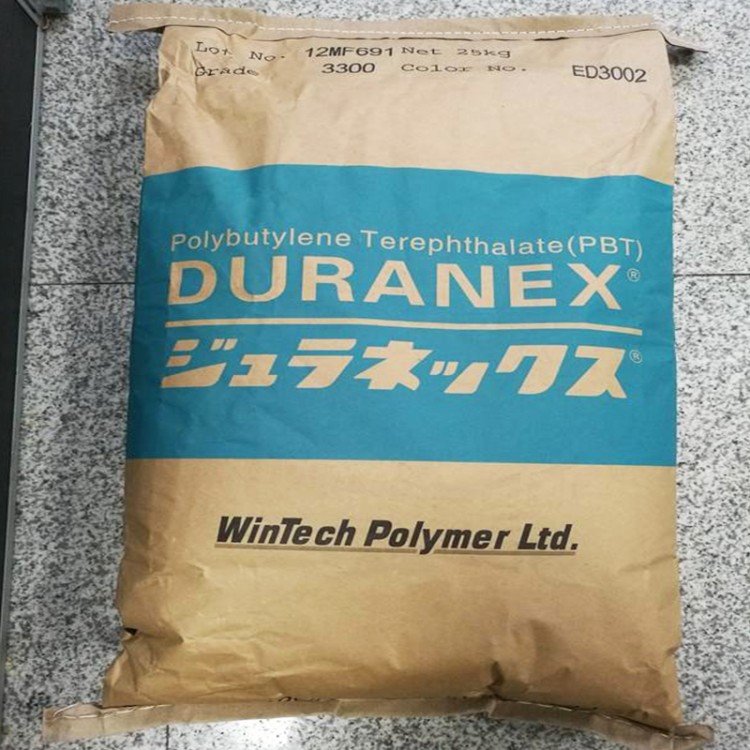 Lot No. 12MF691 Net 25kg
Grade 3300 Color No. ED3002
Polybutylene Terephthalate(PBT)
DURANEX®
ジュラネックス®
WinTech Polymer Ltd.